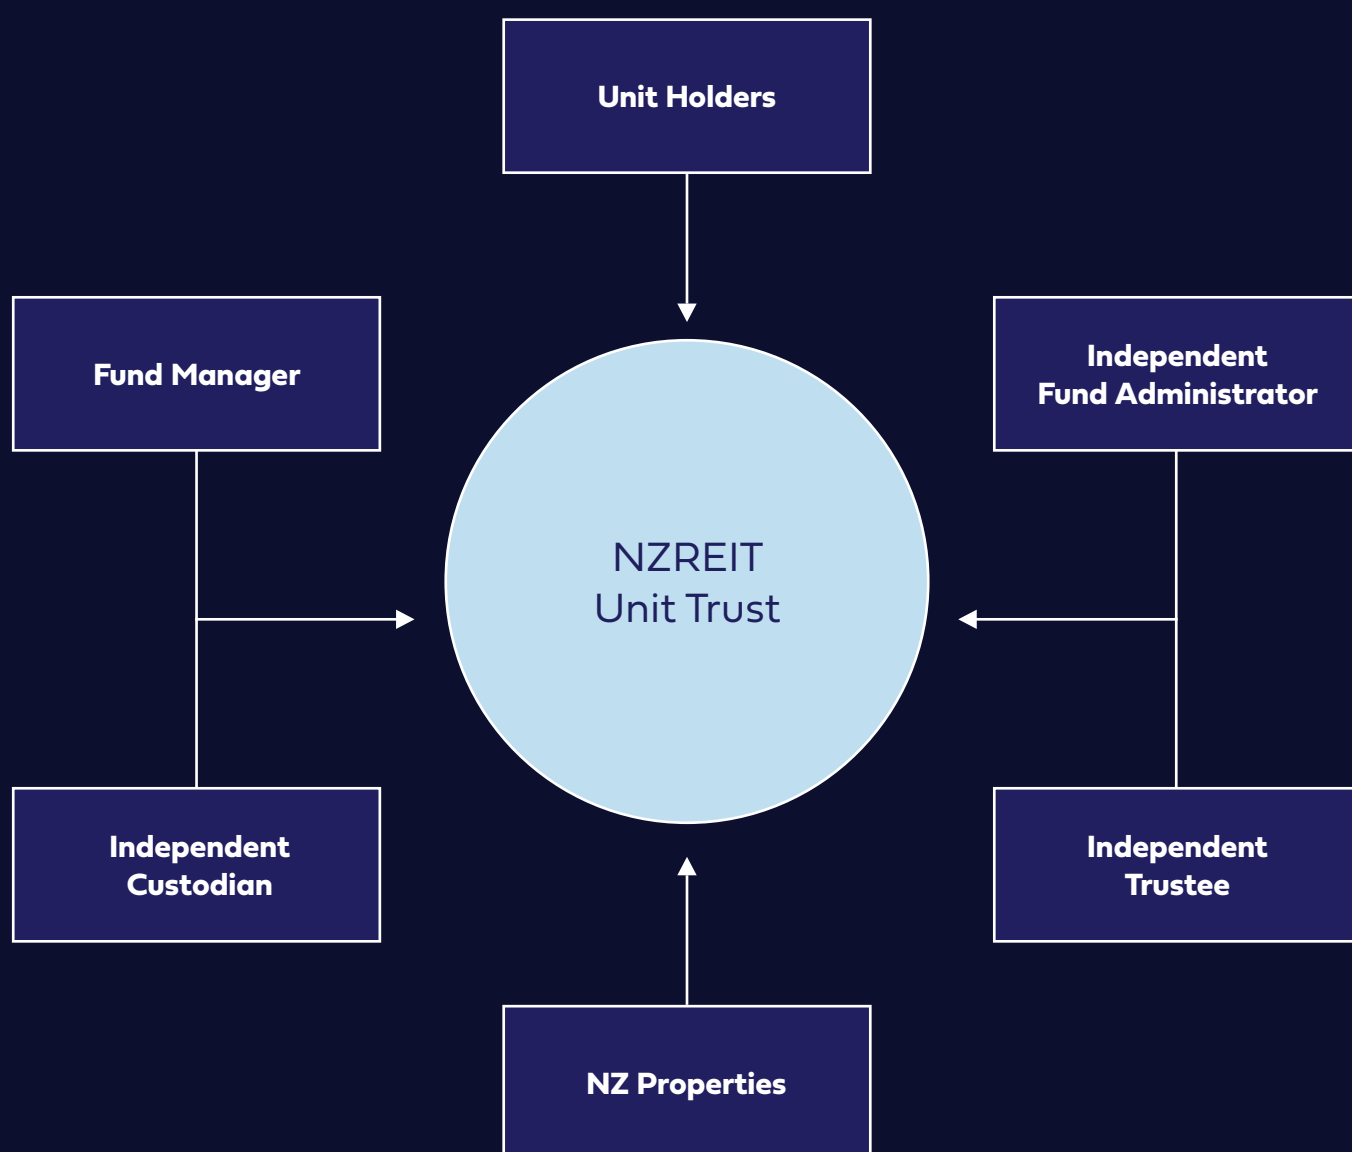 Unit Holders
Fund Manager
Independent
Fund Administrator
NZREIT
Unit Trust
Independent
Custodian
Independent
Trustee
NZ Properties